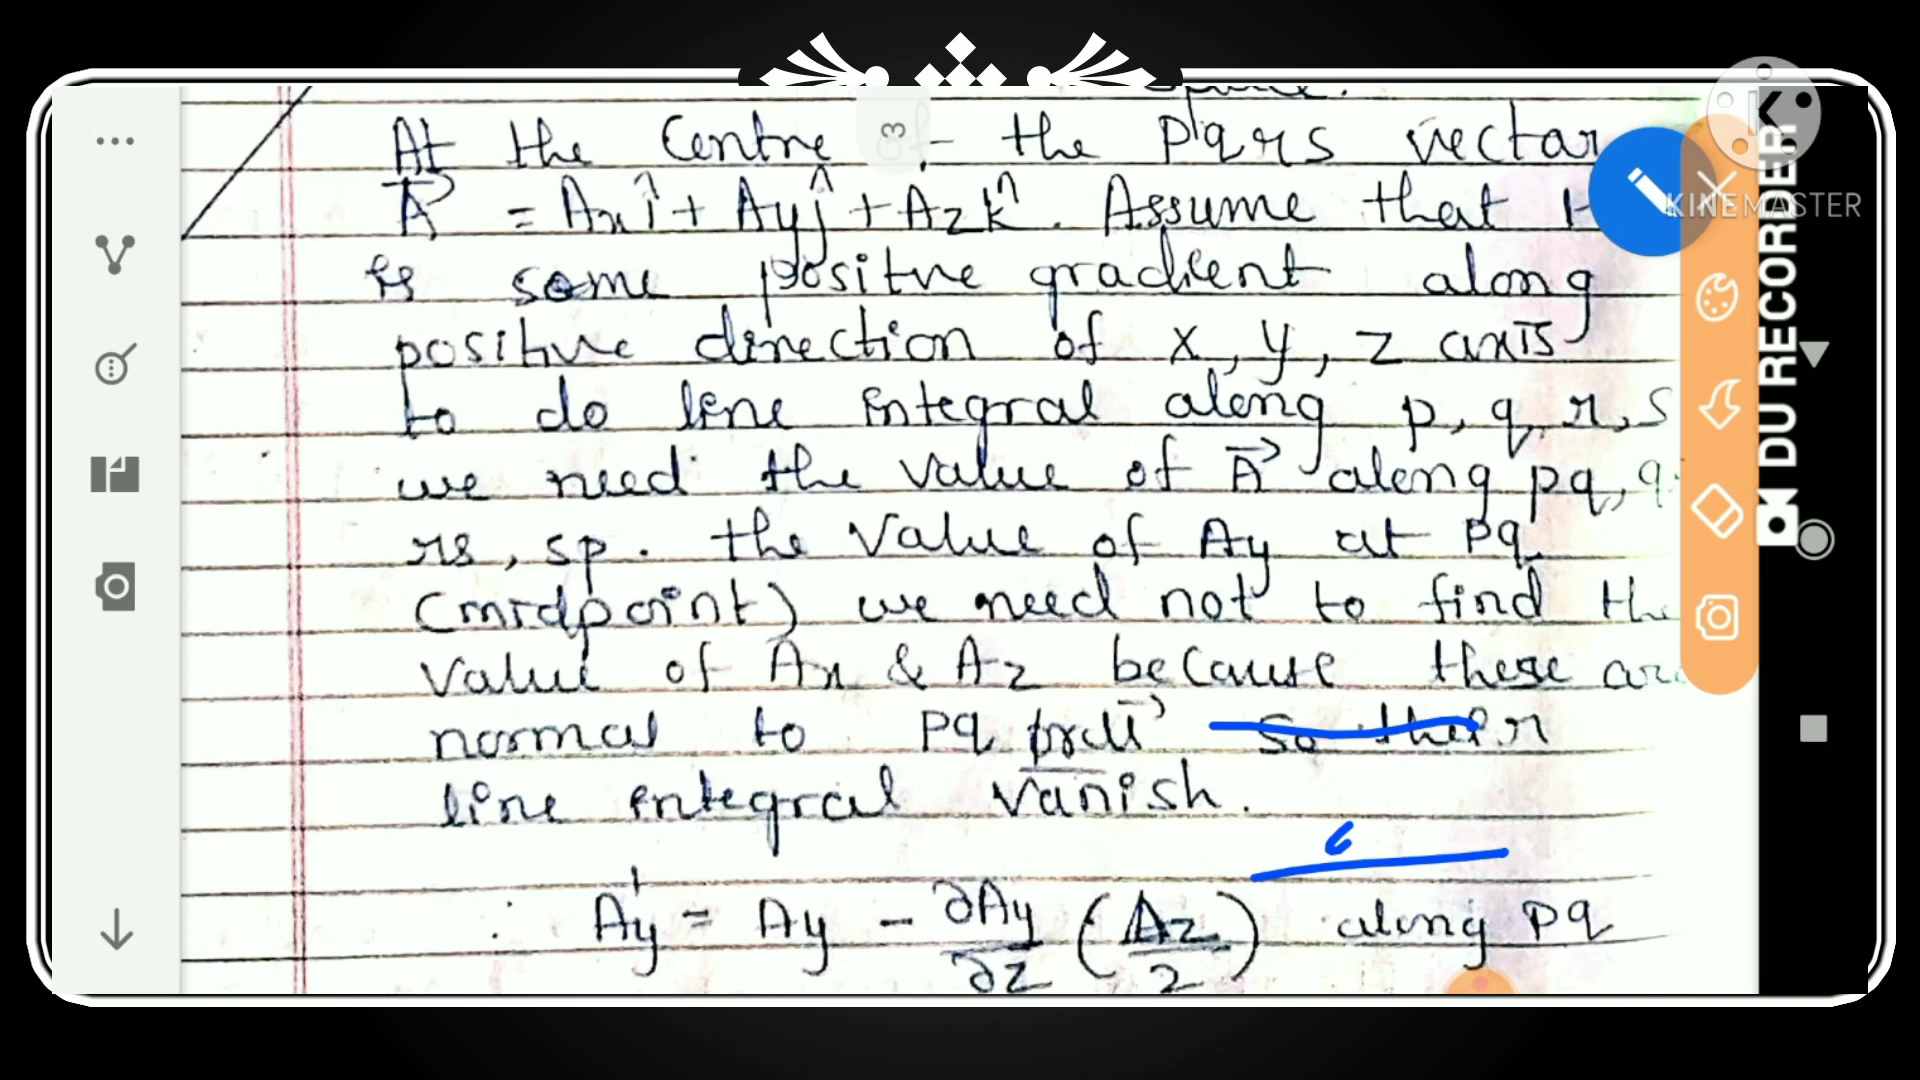 At the Centre of the pqrs vectar
A⃗ = Axî + Ayĵ + Azk̂. Assume that
is some positive gradient along
positive direction of x, y, z axis
to do line integral along p, q, r, s
we need the value of A⃗ along pq, q
rs, sp. the value of Ay at pq
(midpoint) we need not to find the
value of Ax & Az because these are
normal to pq so their
line integral vanish.
∴ Ay' = Ay - ∂Ay/∂z (Δz/2) along pq
3
KINEMASTER
DU RECORDER